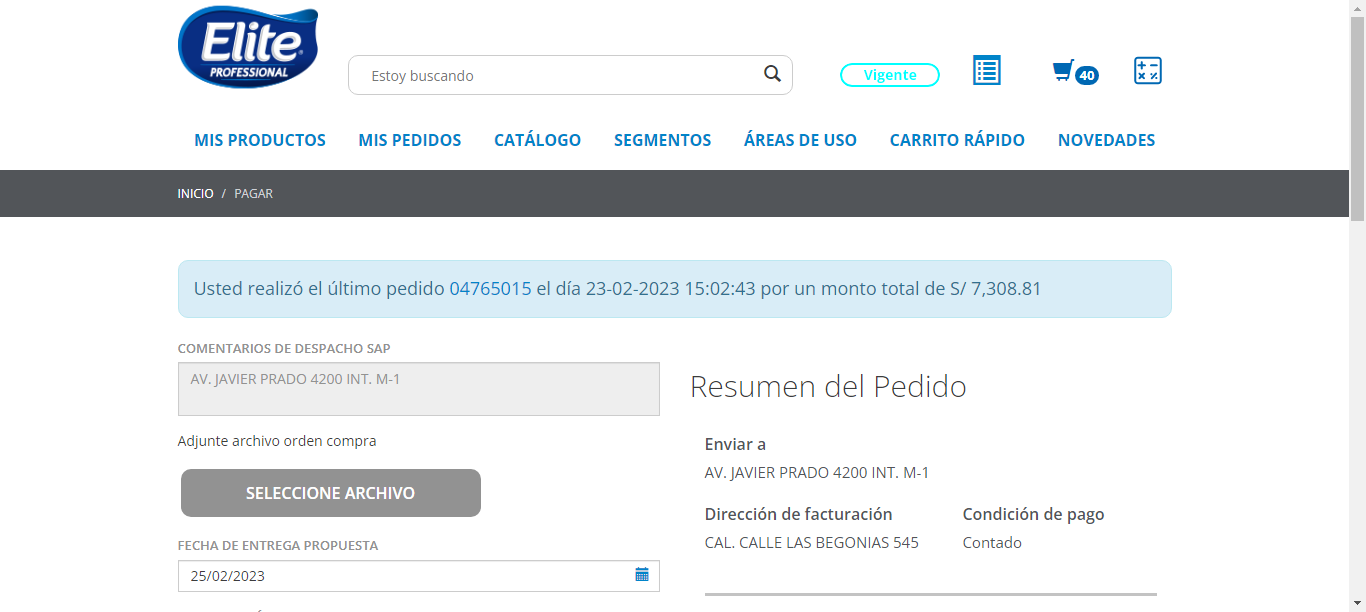 Elite
PROFESSIONAL
Estoy buscando
Vigente
40
MIS PRODUCTOS MIS PEDIDOS CATÁLOGO SEGMENTOS ÁREAS DE USO CARRITO RÁPIDO NOVEDADES
INICIO / PAGAR
Usted realizó el último pedido 04765015 el día 23-02-2023 15:02:43 por un monto total de S/ 7,308.81
COMENTARIOS DE DESPACHO SAP
AV. JAVIER PRADO 4200 INT. M-1
Adjunte archivo orden compra
SELECCIONE ARCHIVO
FECHA DE ENTREGA PROPUESTA
25/02/2023
Resumen del Pedido
Enviar a
AV. JAVIER PRADO 4200 INT. M-1
Dirección de facturación
CAL. CALLE LAS BEGONIAS 545
Condición de pago
Contado